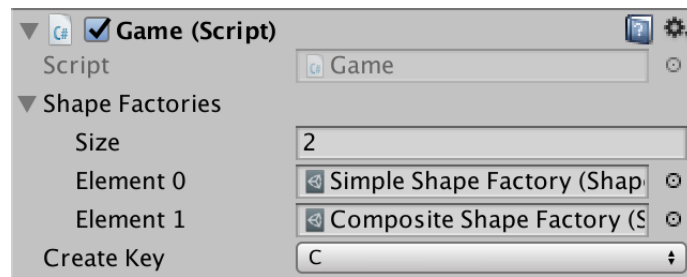 Game (Script)
Script Game
Shape Factories
Size 2
Element 0 Simple Shape Factory (Shap
Element 1 Composite Shape Factory (S
Create Key C